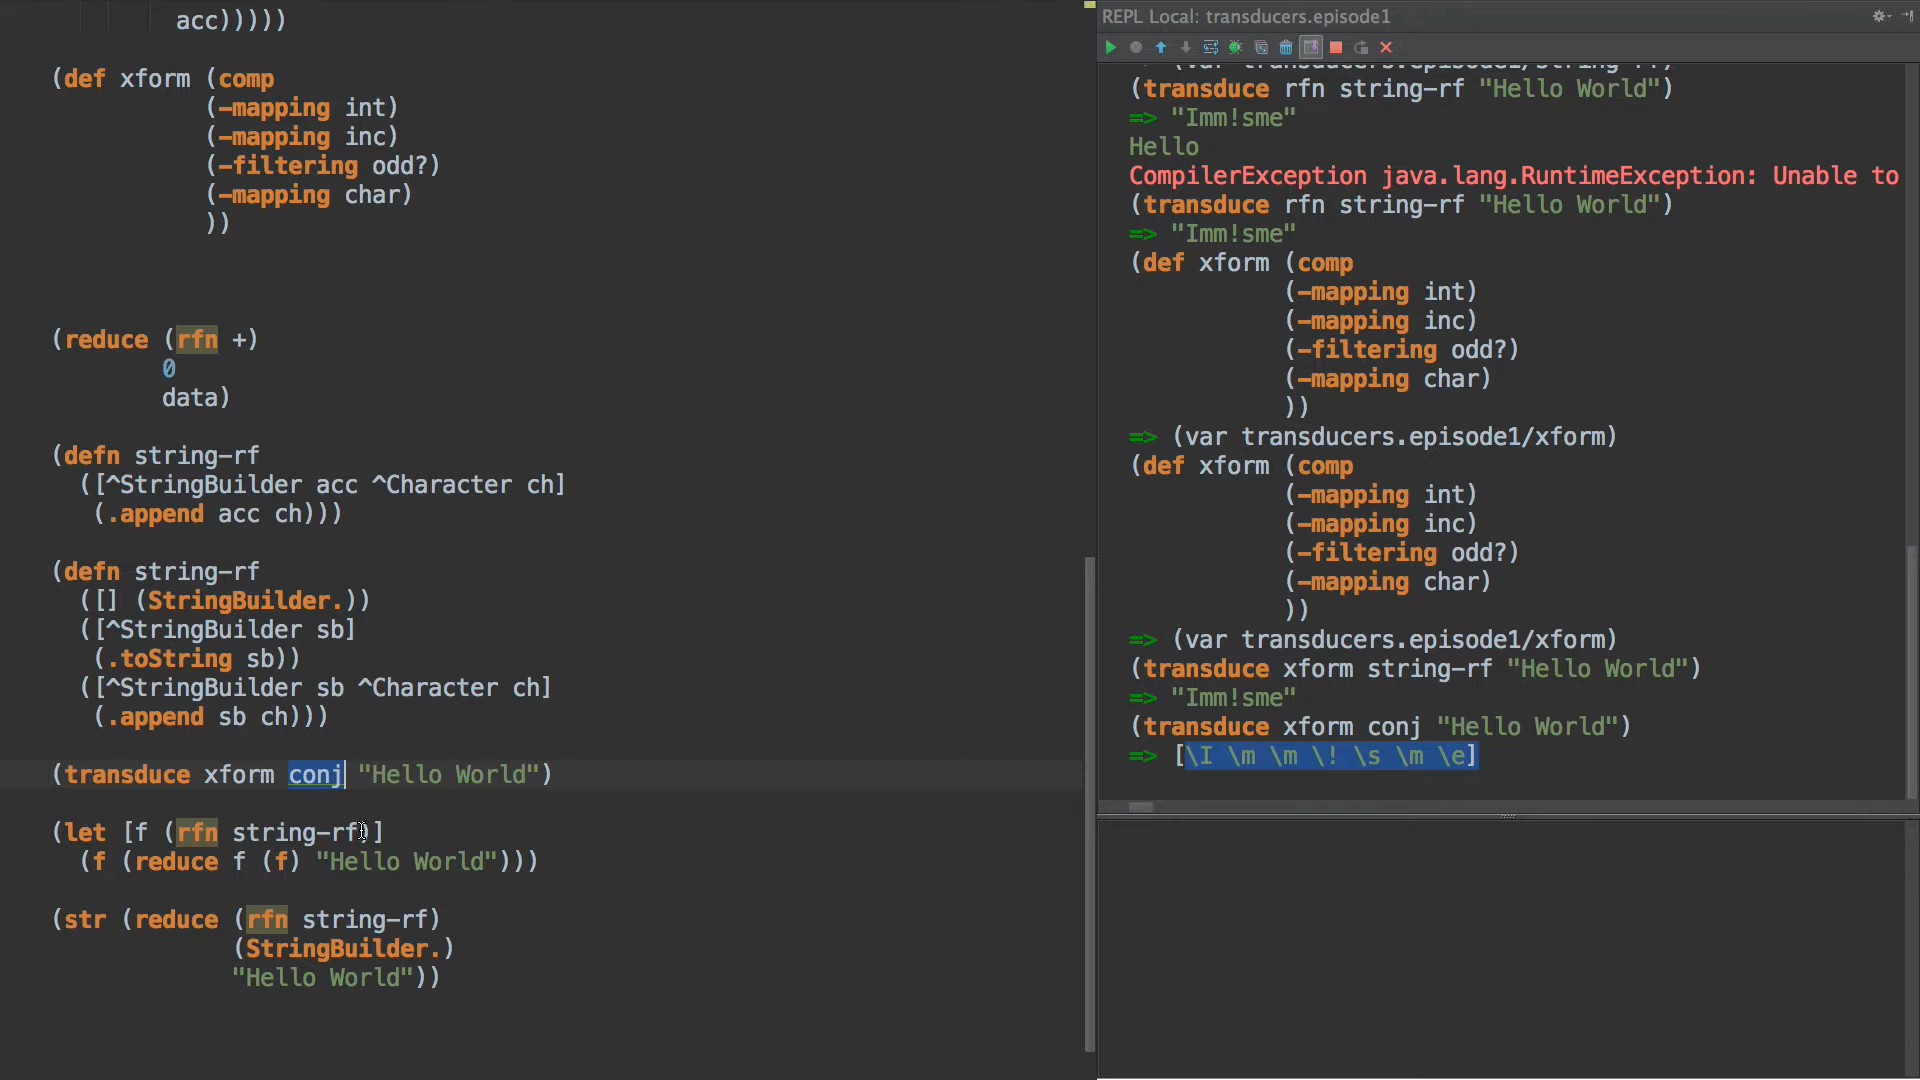 acc)))))
(def xform (comp
(-mapping int)
(-mapping inc)
(-filtering odd?)
(-mapping char)
))
(reduce (rfn +)
0
data)
(defn string-rf
([^StringBuilder acc ^Character ch]
(.append acc ch)))
(defn string-rf
([] (StringBuilder.))
([^StringBuilder sb]
(.toString sb))
([^StringBuilder sb ^Character ch]
(.append sb ch)))
(transduce xform conj "Hello World")
(let [f (rfn string-rf)]
(f (reduce f (f) "Hello World")))
(str (reduce (rfn string-rf)
(StringBuilder.)
"Hello World"))
REPL Local: transducers.episode1
=> (var transducers.episode1/string-rf)
(transduce rfn string-rf "Hello World")
=> "Imm!sme"
Hello
CompilerException java.lang.RuntimeException: Unable to
(transduce rfn string-rf "Hello World")
=> "Imm!sme"
(def xform (comp
(-mapping int)
(-mapping inc)
(-filtering odd?)
(-mapping char)
))
=> (var transducers.episode1/xform)
(def xform (comp
(-mapping int)
(-mapping inc)
(-filtering odd?)
(-mapping char)
))
=> (var transducers.episode1/xform)
(transduce xform string-rf "Hello World")
=> "Imm!sme"
(transduce xform conj "Hello World")
=> [\I \m \m \! \s \m \e]